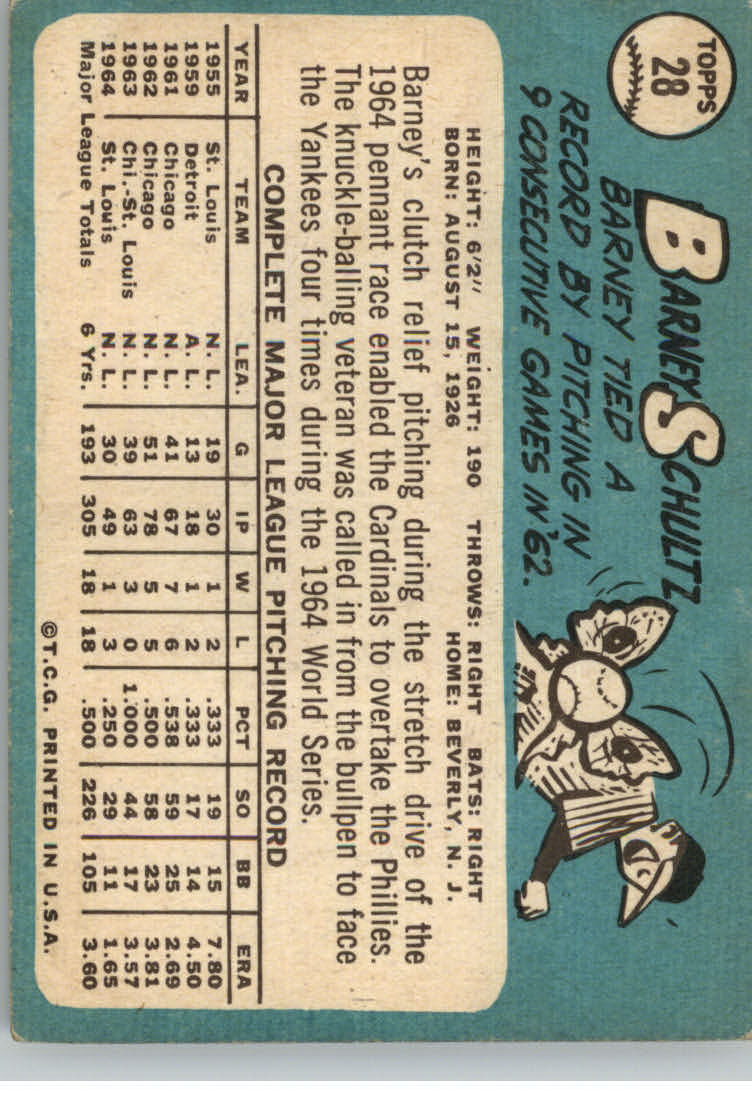 TOPPS
28
BARNEY SCHULTZ
BARNEY TIED A
RECORD BY PITCHING IN
9 CONSECUTIVE GAMES IN '62.
HEIGHT: 6'2" WEIGHT: 190 THROWS: RIGHT BATS: RIGHT
BORN: AUGUST 15, 1926 HOME: BEVERLY, N. J.
Barney's clutch relief pitching during the stretch drive of the
1964 pennant race enabled the Cardinals to overtake the Phillies.
The knuckle-balling veteran was called in from the bullpen to face
the Yankees four times during the 1964 World Series.
COMPLETE MAJOR LEAGUE PITCHING RECORD
YEAR TEAM LEA. G IP W L PCT SO BB ERA
1955 St. Louis N. L. 19 30 1 2 .333 19 15 7.80
1959 Detroit A. L. 13 18 1 2 .333 17 14 4.50
1961 Chicago N. L. 41 67 7 6 .538 59 25 2.69
1962 Chicago N. L. 51 78 5 5 .500 58 23 3.81
1963 Chi.-St. Louis N. L. 39 63 3 0 1.000 44 17 3.57
1964 St. Louis N. L. 30 49 1 3 .250 29 11 1.65
Major League Totals 6 Yrs. 193 305 18 18 .500 226 105 3.60
©T.C.G. PRINTED IN U.S.A.